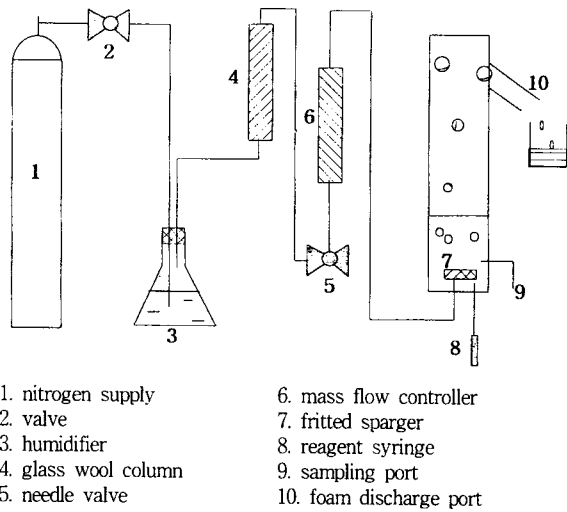 1
2
3
4
5
6
7
8
9
10
1. nitrogen supply
2. valve
3. humidifier
4. glass wool column
5. needle valve
6. mass flow controller
7. fritted sparger
8. reagent syringe
9. sampling port
10. foam discharge port